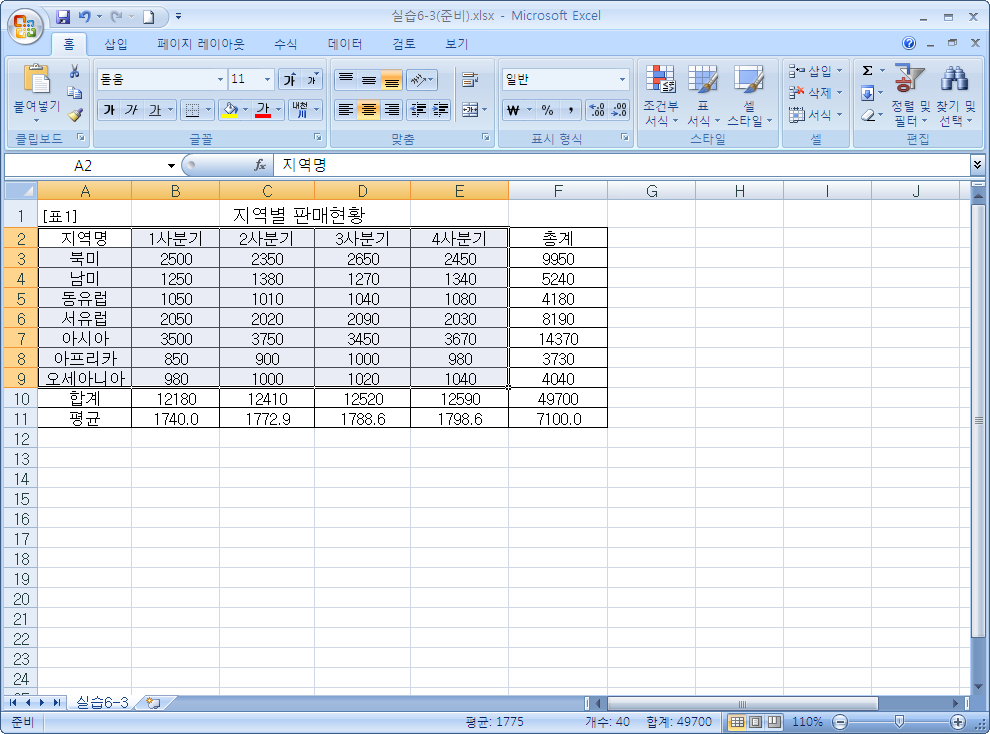 실습6-3(준비).xlsx - Microsoft Excel
홈 삽입 페이지 레이아웃 수식 데이터 검토 보기
붙여넣기
돋움 11 가 가
가 가 가 가 내천
일반
₩ % ,
조건부 서식 표 서식 셀 스타일
삽입
삭제
서식
Σ
정렬 및 필터 찾기 및 선택
클립보드 글꼴 맞춤 표시 형식 스타일 셀 편집
A2 fx 지역명
A B C D E F G H I J
1 [표1] 지역별 판매현황
2 지역명 1사분기 2사분기 3사분기 4사분기 총계
3 북미 2500 2350 2650 2450 9950
4 남미 1250 1380 1270 1340 5240
5 동유럽 1050 1010 1040 1080 4180
6 서유럽 2050 2020 2090 2030 8190
7 아시아 3500 3750 3450 3670 14370
8 아프리카 850 900 1000 980 3730
9 오세아니아 980 1000 1020 1040 4040
10 합계 12180 12410 12520 12590 49700
11 평균 1740.0 1772.9 1788.6 1798.6 7100.0
12
13
14
15
16
17
18
19
20
21
22
23
24
실습6-3
준비 평균: 1775 개수: 40 합계: 49700 110%